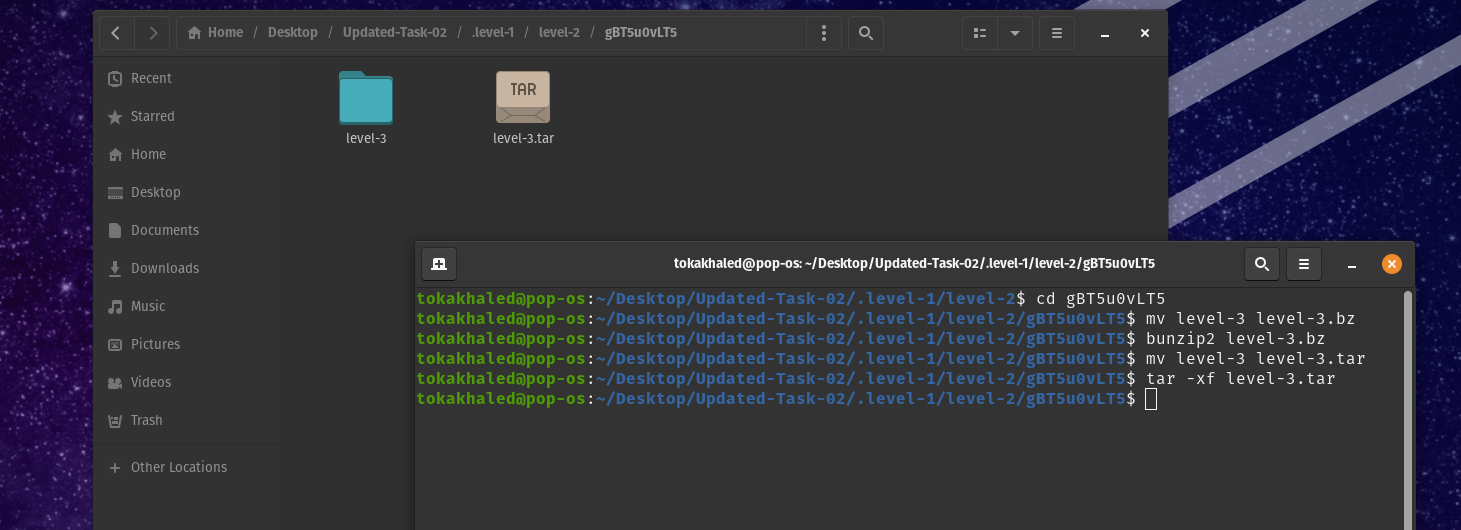 Home / Desktop / Updated-Task-02 / .level-1 / level-2 / gBT5u0vLT5
Recent
Starred
Home
Desktop
Documents
Downloads
Music
Pictures
Videos
Trash
Other Locations
TAR
level-3
level-3.tar
tokakhaled@pop-os: ~/Desktop/Updated-Task-02/.level-1/level-2/gBT5u0vLT5
tokakhaled@pop-os:~/Desktop/Updated-Task-02/.level-1/level-2$ cd gBT5u0vLT5
tokakhaled@pop-os:~/Desktop/Updated-Task-02/.level-1/level-2/gBT5u0vLT5$ mv level-3 level-3.bz
tokakhaled@pop-os:~/Desktop/Updated-Task-02/.level-1/level-2/gBT5u0vLT5$ bunzip2 level-3.bz
tokakhaled@pop-os:~/Desktop/Updated-Task-02/.level-1/level-2/gBT5u0vLT5$ mv level-3 level-3.tar
tokakhaled@pop-os:~/Desktop/Updated-Task-02/.level-1/level-2/gBT5u0vLT5$ tar -xf level-3.tar
tokakhaled@pop-os:~/Desktop/Updated-Task-02/.level-1/level-2/gBT5u0vLT5$